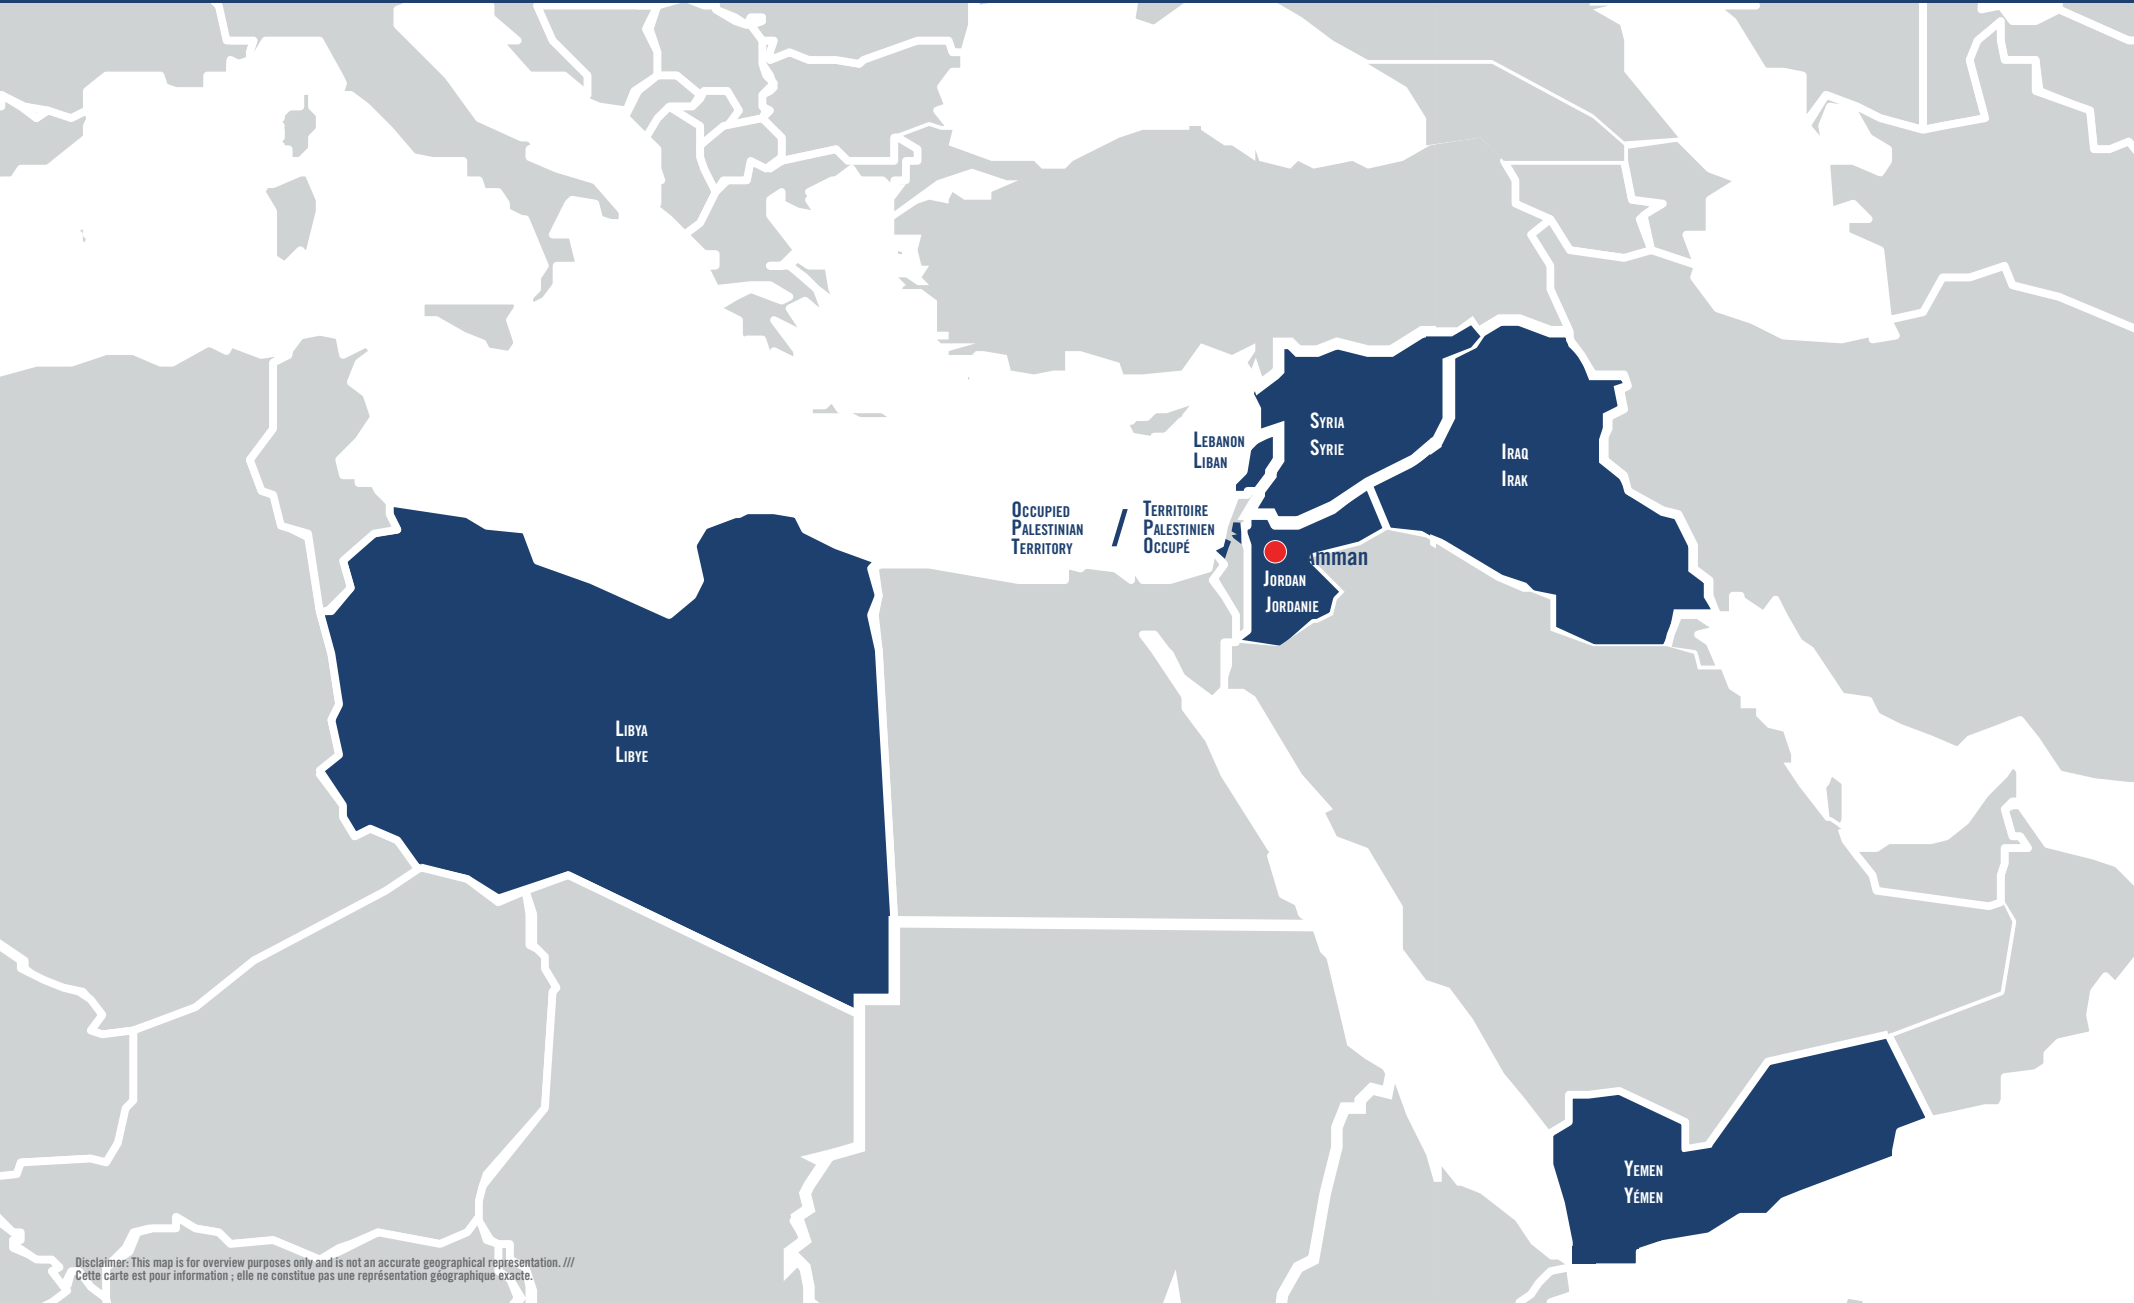 Syria
Syrie
Lebanon
Liban
Iraq
Irak
Occupied
Palestinian
Territory
/
Territoire
Palestinien
Occupé
mman
Jordan
Jordanie
Libya
Libye
Yemen
Yémen
Disclaimer: This map is for overview purposes only and is not an accurate geographical representation. ///
Cette carte est pour information ; elle ne constitue pas une représentation géographique exacte.